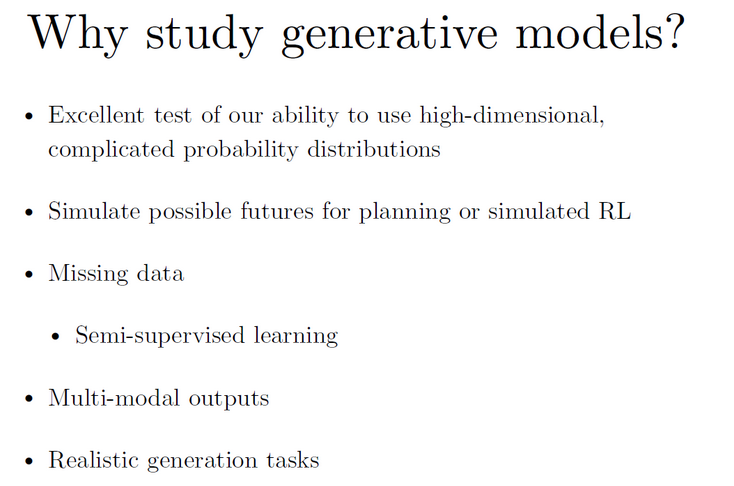 Why study generative models?
• Excellent test of our ability to use high-dimensional,
complicated probability distributions
• Simulate possible futures for planning or simulated RL
• Missing data
• Semi-supervised learning
• Multi-modal outputs
• Realistic generation tasks